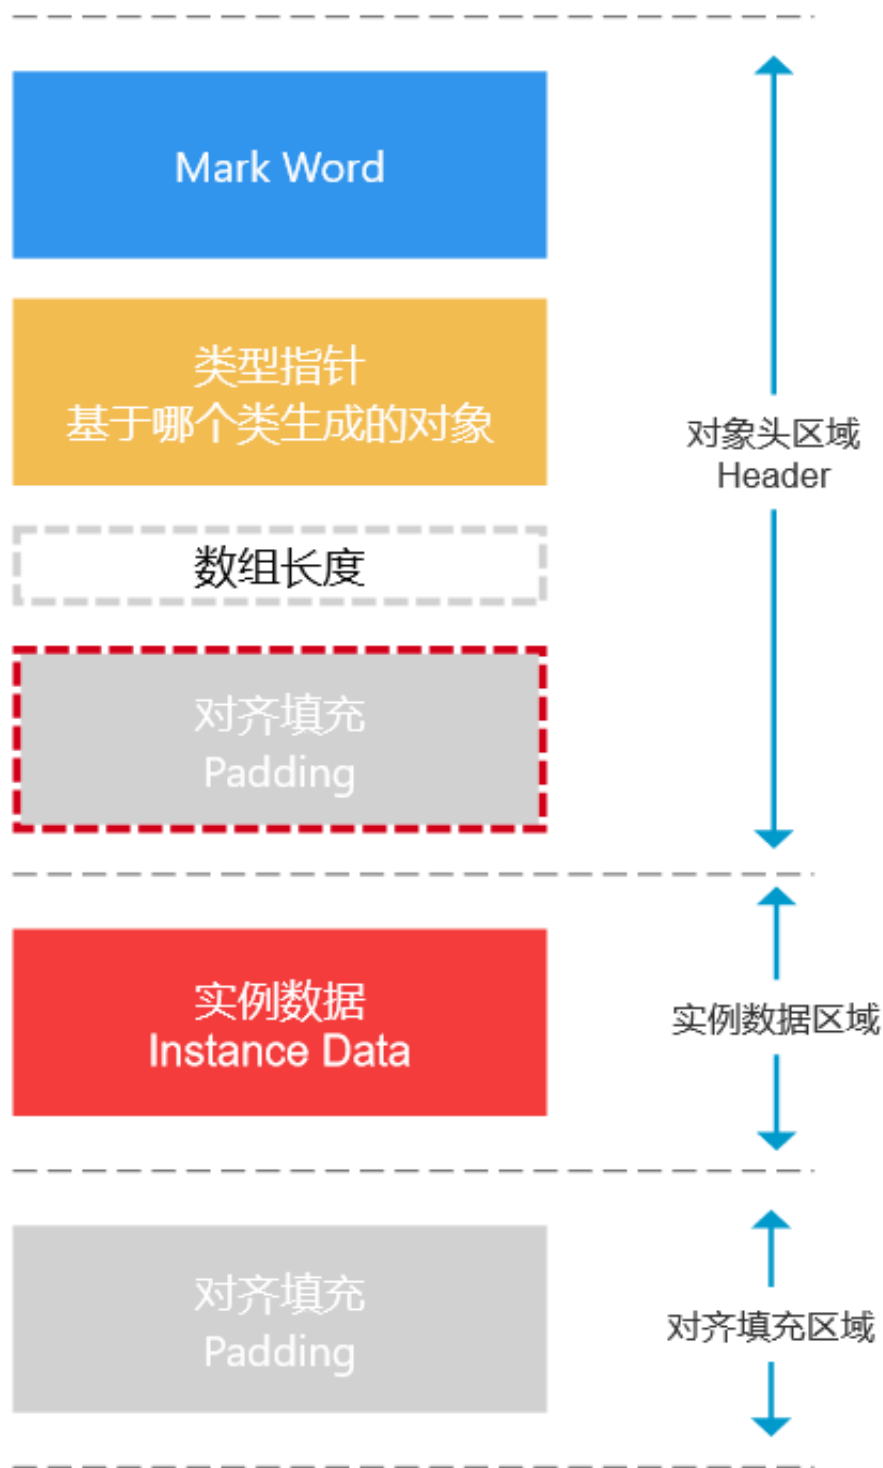 Mark Word
类型指针
基于哪个类生成的对象
对象头区域
Header
数组长度
对齐填充
Padding
实例数据
Instance Data
实例数据区域
对齐填充
Padding
对齐填充区域